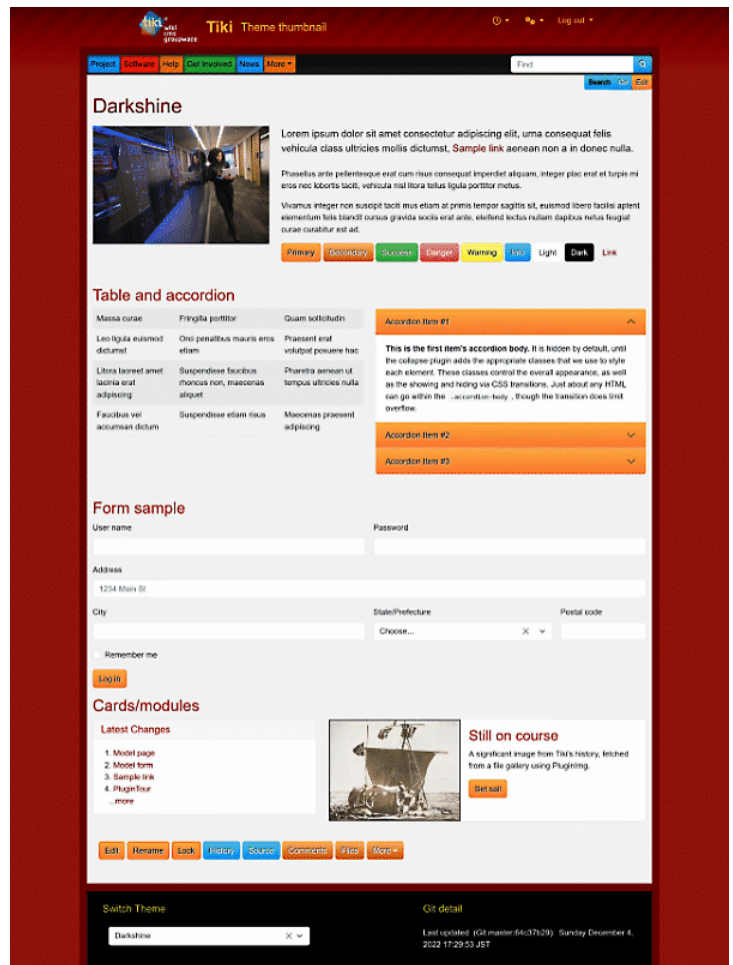 tiki
wiki
cms
groupware
Tiki Theme thumbnail
Log out
Project Software Help Get Involved News More
Find
Search Go Edit
Darkshine
Lorem ipsum dolor sit amet consectetur adipiscing elit, urna consequat felis
vehicula class ultricies mollis dictumst, Sample link aenean non a in donec nulla.
Phasellus ante pellentesque erat cum risus consequat imperdiet aliquam, integer plac erat et turpis mi
eros nec lobortis taciti, vehicula nisl litora tellus ligula porttitor metus.
Vivamus integer non suscipit taciti mus etiam at primis tempor sagittis sit, euismod libero facilisi aptent
elementum felis blandit cursus gravida sociis erat ante, eleifend lectus nullam dapibus netus feugiat
curae curabitur est ad.
Primary Secondary Success Danger Warning Info Light Dark Link
Table and accordion
Massa curae Fringilla porttitor Quam sollicitudin
Leo ligula euismod Orci penatibus mauris eros Praesent erat
dictumst etiam volutpat posuere hac
Litora laoreet amet Suspendisse faucibus Pharetra aenean ut
lacinia erat rhoncus non, maecenas tempus ultricies nulla
adipiscing aliquet
Faucibus vel Suspendisse etiam risus Maecenas praesent
accumsan dictum adipiscing
Accordion Item #1
This is the first item's accordion body. It is hidden by default, until
the collapse plugin adds the appropriate classes that we use to style
each element. These classes control the overall appearance, as well
as the showing and hiding via CSS transitions. Just about any HTML
can go within the .accordion-body , though the transition does limit
overflow.
Accordion Item #2
Accordion Item #3
Form sample
User name Password
Address
1234 Main St
City State/Prefecture Postal code
Choose...
Remember me
Log in
Cards/modules
Latest Changes
1. Model page
2. Model form
3. Sample link
4. PluginTour
...more
Still on course
A significant image from Tiki's history, fetched
from a file gallery using PluginImg.
Set sail
Edit Rename Lock History Source Comments Files More
Switch Theme
Darkshine
Git detail
Last updated (Git master:64c37b29): Sunday December 4,
2022 17:29:53 JST